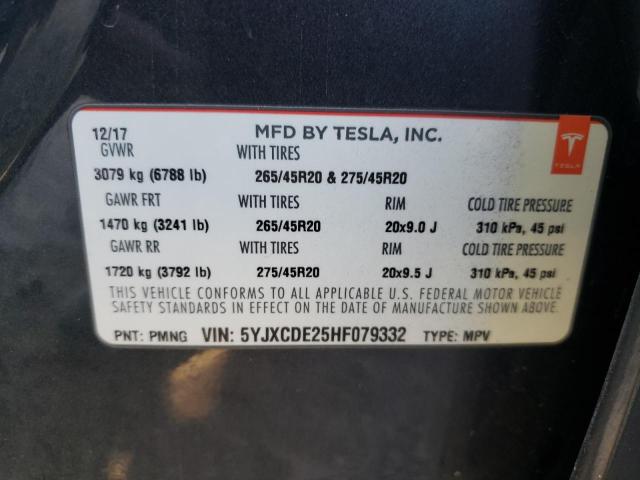 12/17 MFD BY TESLA, INC.
GVWR WITH TIRES
3079 kg (6788 lb) 265/45R20 & 275/45R20
GAWR FRT WITH TIRES RIM COLD TIRE PRESSURE
1470 kg (3241 lb) 265/45R20 20x9.0 J 310 kPa, 45 psi
GAWR RR WITH TIRES RIM COLD TIRE PRESSURE
1720 kg (3792 lb) 275/45R20 20x9.5 J 310 kPa, 45 psi
THIS VEHICLE CONFORMS TO ALL APPLICABLE U.S. FEDERAL MOTOR VEHICLE
SAFETY STANDARDS IN EFFECT ON THE DATE OF MANUFACTURE SHOWN ABOVE.
PNT: PMNG VIN: 5YJXCDE25HF079332 TYPE: MPV
TESLA